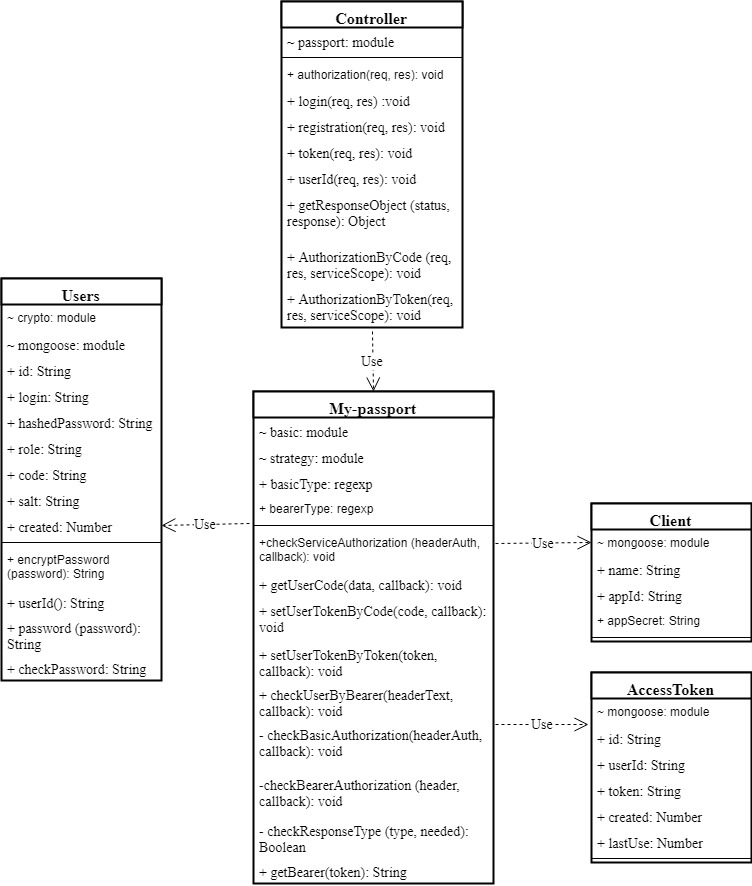 Controller
~ passport: module
+ authorization(req, res): void
+ login(req, res) :void
+ registration(req, res): void
+ token(req, res): void
+ userId(req, res): void
+ getResponseObject (status,
response): Object
+ AuthorizationByCode (req,
res, serviceScope): void
+ AuthorizationByToken(req,
res, serviceScope): void
Use
Users
~ crypto: module
~ mongoose: module
+ id: String
+ login: String
+ hashedPassword: String
+ role: String
+ code: String
+ salt: String
+ created: Number
+ encryptPassword
(password): String
+ userId(): String
+ password (password):
String
+ checkPassword: String
Use
My-passport
~ basic: module
~ strategy: module
+ basicType: regexp
+ bearerType: regexp
+checkServiceAuthorization (headerAuth,
callback): void
+ getUserCode(data, callback): void
+ setUserTokenByCode(code, callback):
void
+ setUserTokenByToken(token,
callback): void
+ checkUserByBearer(headerText,
callback): void
- checkBasicAuthorization(headerAuth,
callback): void
-checkBearerAuthorization (header,
callback): void
- checkResponseType (type, needed):
Boolean
+ getBearer(token): String
Use
Client
~ mongoose: module
+ name: String
+ appId: String
+ appSecret: String
Use
AccessToken
~ mongoose: module
+ id: String
+ userId: String
+ token: String
+ created: Number
+ lastUse: Number